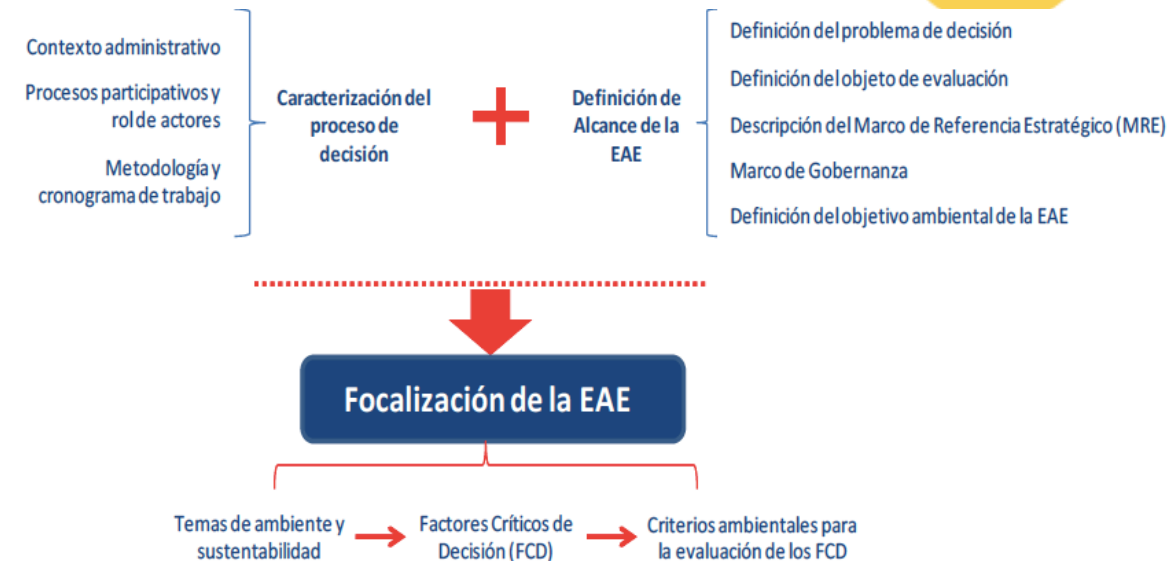 Contexto administrativo
Procesos participativos y
rol de actores
Metodología y
cronograma de trabajo
Caracterización del
proceso de
decisión
Definición de
Alcance de la
EAE
Definición del problema de decisión
Definición del objeto de evaluación
Descripción del Marco de Referencia Estratégico (MRE)
Marco de Gobernanza
Definición del objetivo ambiental de la EAE
Focalización de la EAE
Temas de ambiente y
sustentabilidad
Factores Críticos de
Decisión (FCD)
Criterios ambientales para
la evaluación de los FCD